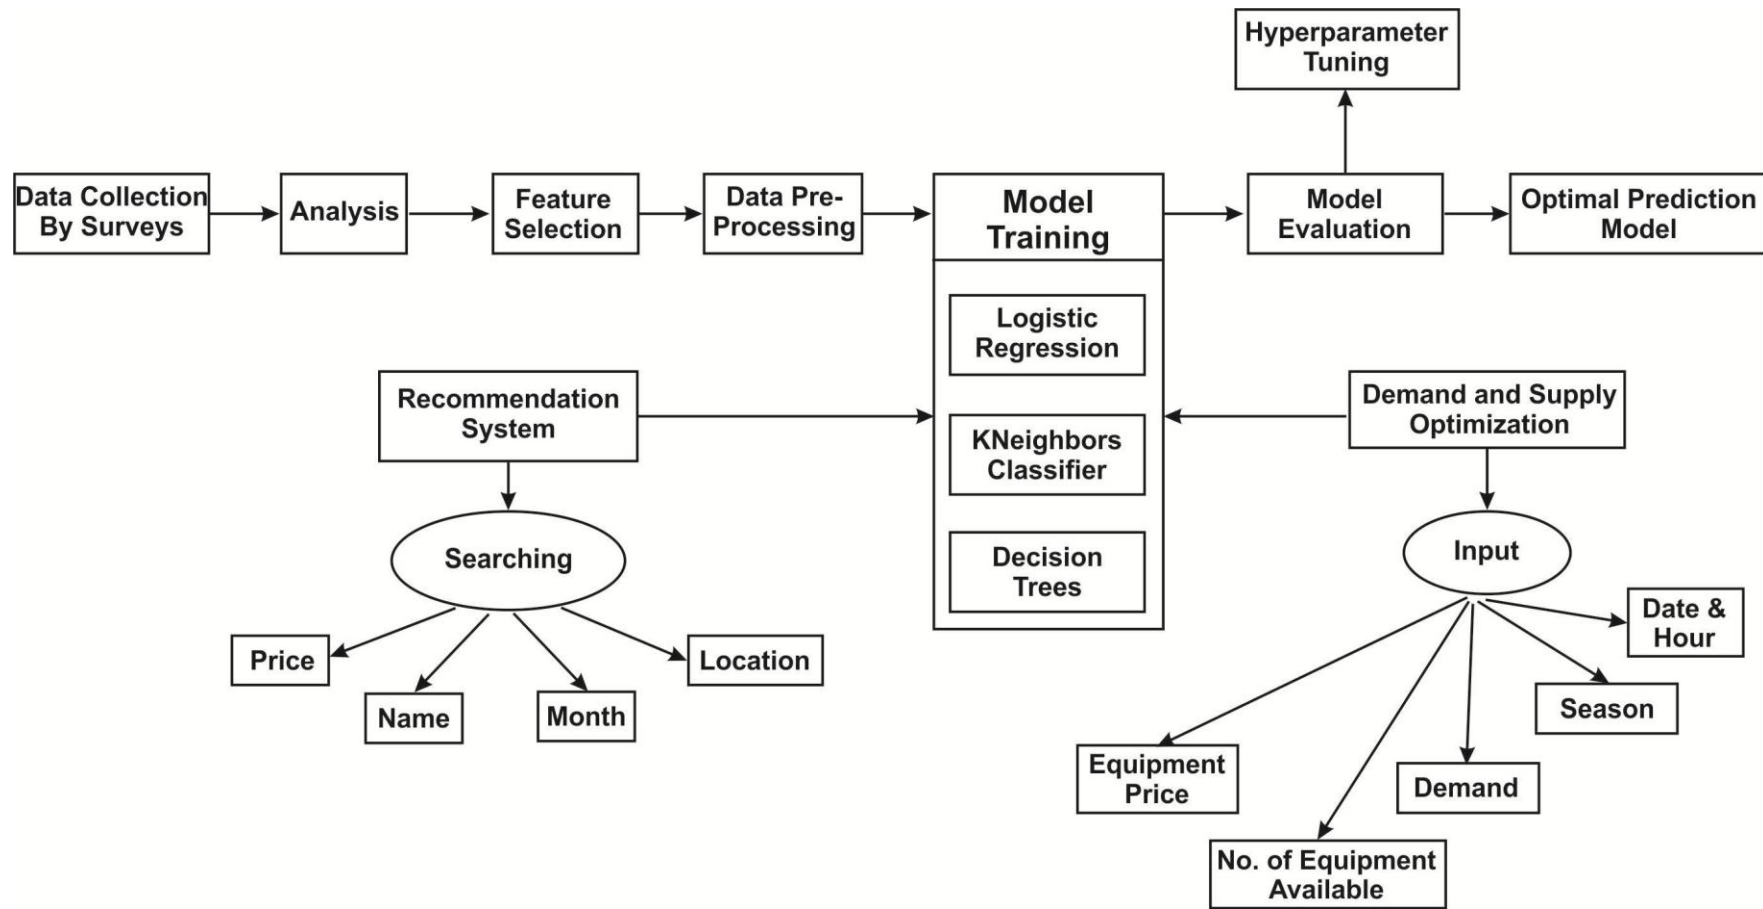 Hyperparameter
Tuning
Data Collection
By Surveys
Analysis
Feature
Selection
Data Pre-
Processing
Model
Training
Model
Evaluation
Optimal Prediction
Model
Logistic
Regression
KNeighbors
Classifier
Decision
Trees
Recommendation
System
Searching
Price
Name
Month
Location
Demand and Supply
Optimization
Input
Date &
Hour
Season
Demand
Equipment
Price
No. of Equipment
Available